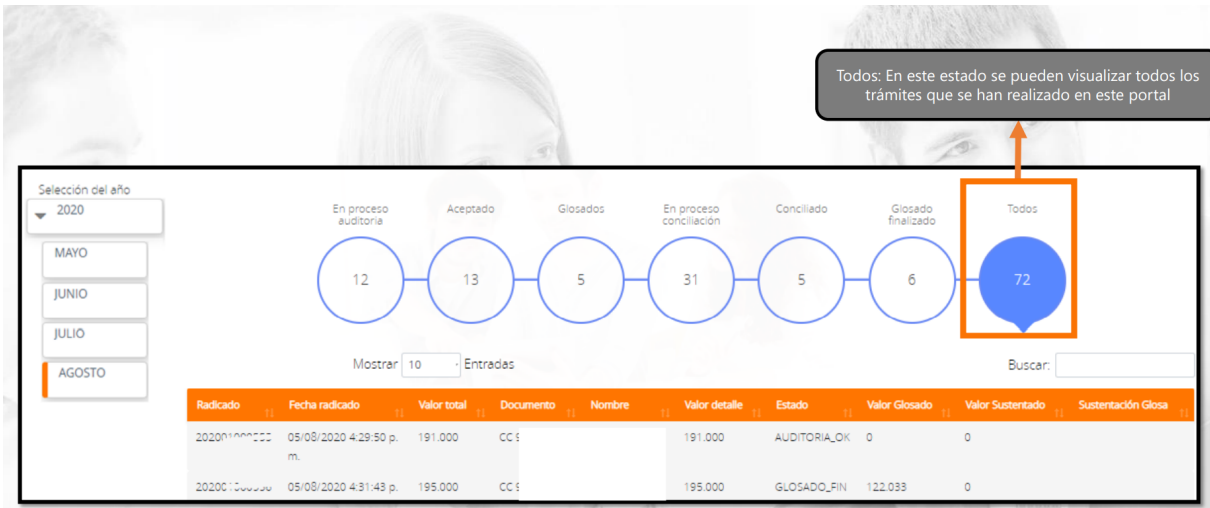 Todos: En este estado se pueden visualizar todos los
trámites que se han realizado en este portal
Selección del año
2020
MAYO
JUNIO
JULIO
AGOSTO
En proceso
auditoria
Aceptado
Glosados
En proceso
conciliación
Conciliado
Glosado
finalizado
Todos
12
13
5
31
5
6
72
Mostrar 10 Entradas
Buscar:
Radicado Fecha radicado Valor total Documento Nombre Valor detalle Estado Valor Glosado Valor Sustentado Sustentación Glosa
05/08/2020 4:29:50 p. 191.000 CC 191.000 AUDITORIA_OK 0 0
m.
05/08/2020 4:31:43 p. 195.000 CC 195.000 GLOSADO_FIN 122.033 0